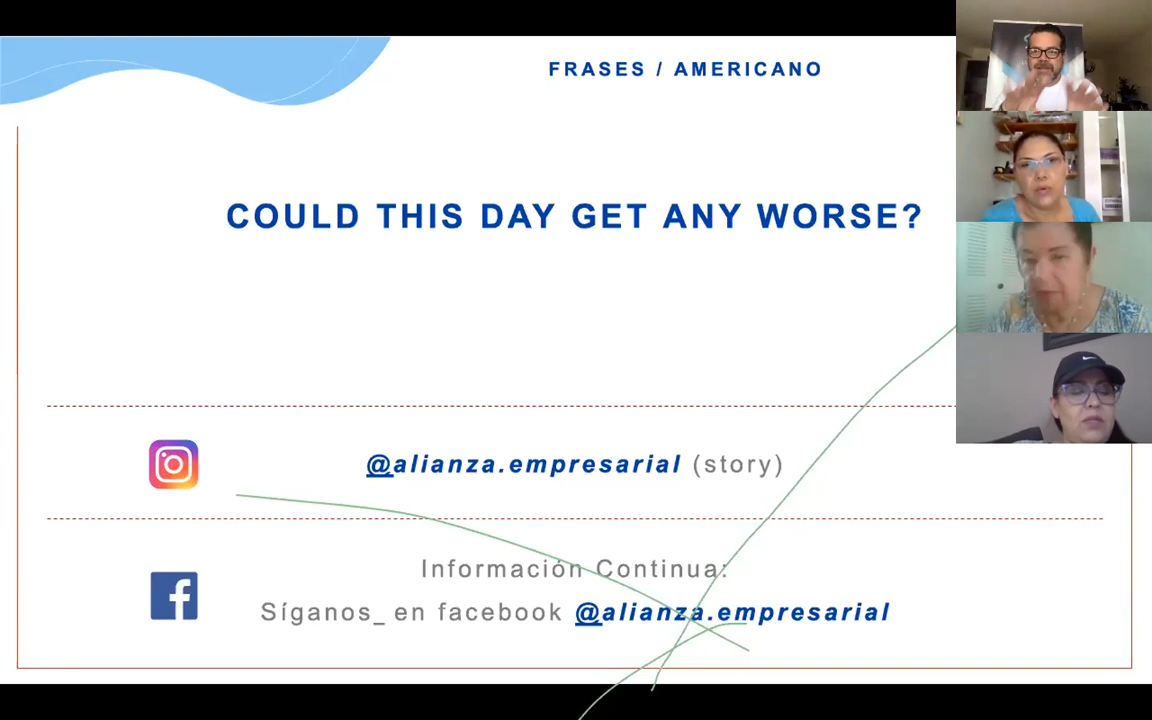 FRASES / AMERICANO
COULD THIS DAY GET ANY WORSE?
@alianza.empresarial (story)
Información Continua:
Síganos_ en facebook @alianza.empresarial